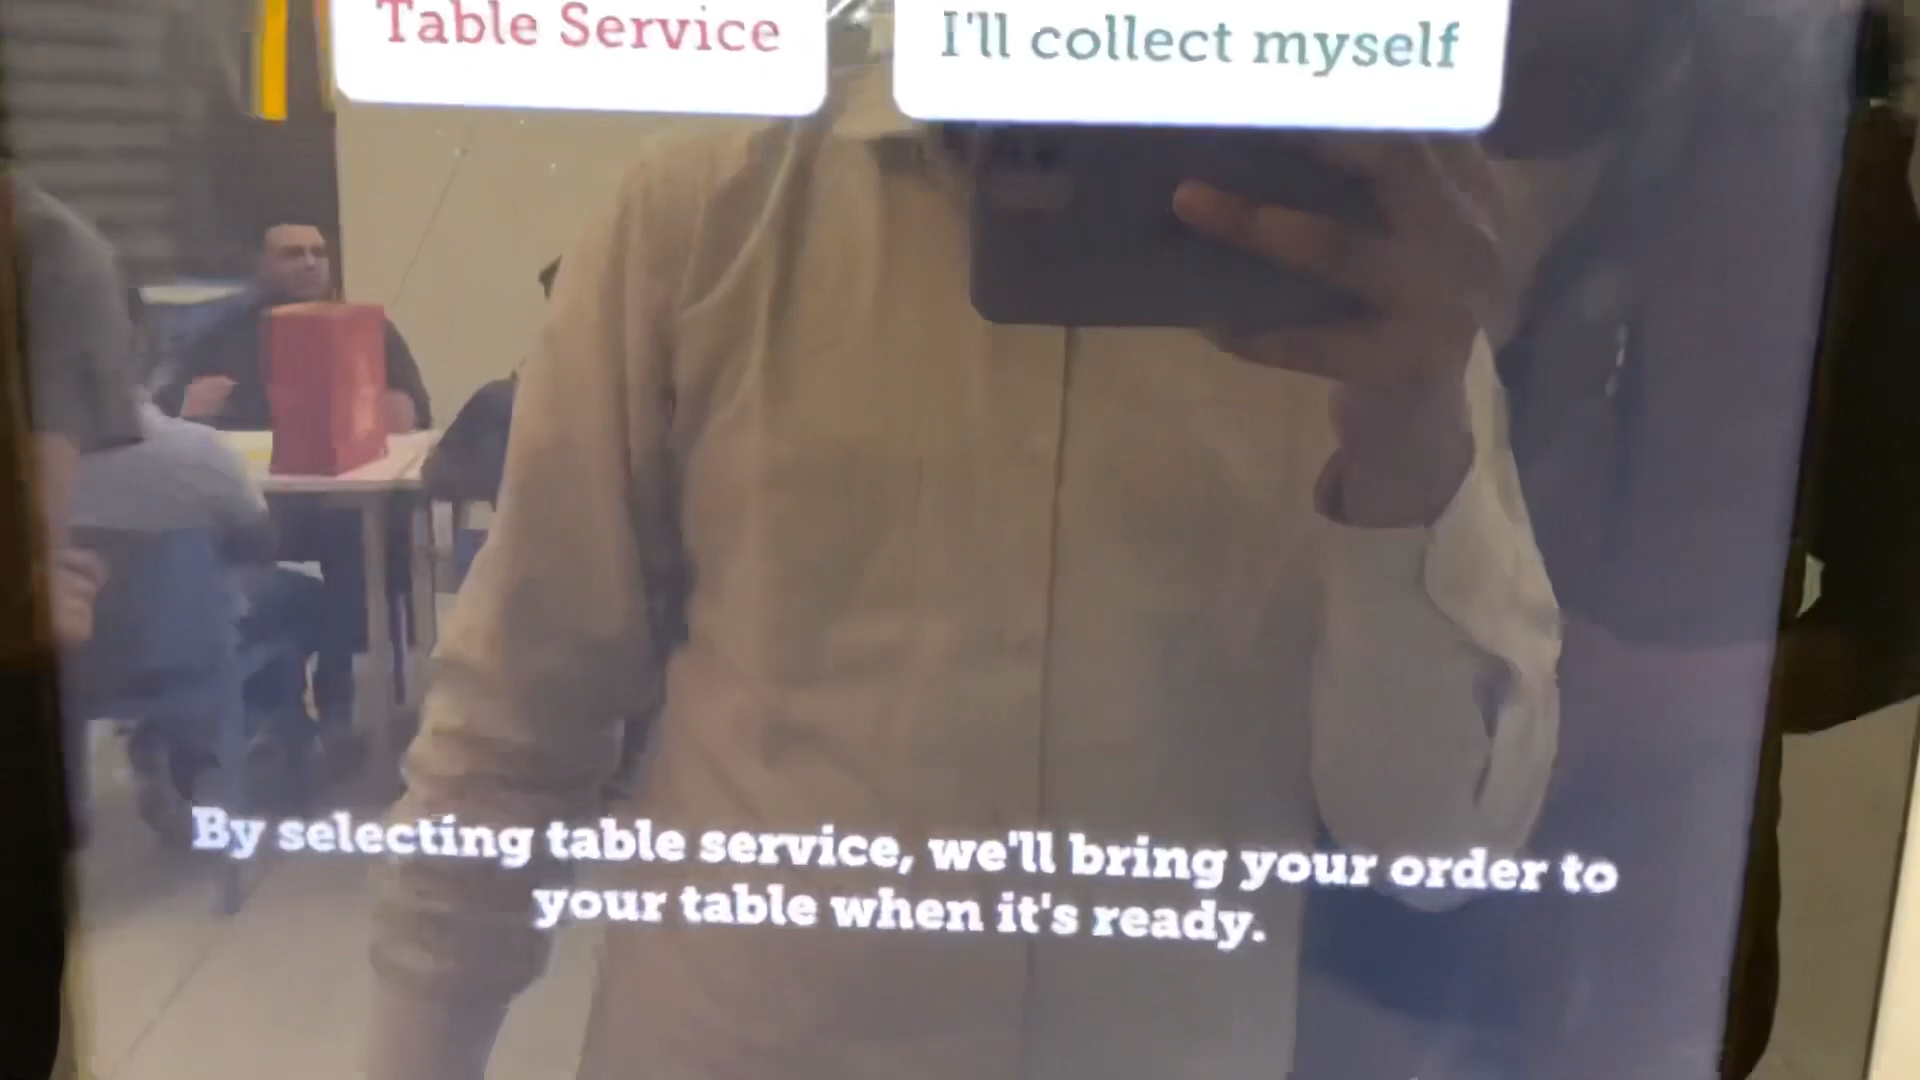 Table Service
I'll collect myself
By selecting table service, we'll bring your order to
your table when it's ready.